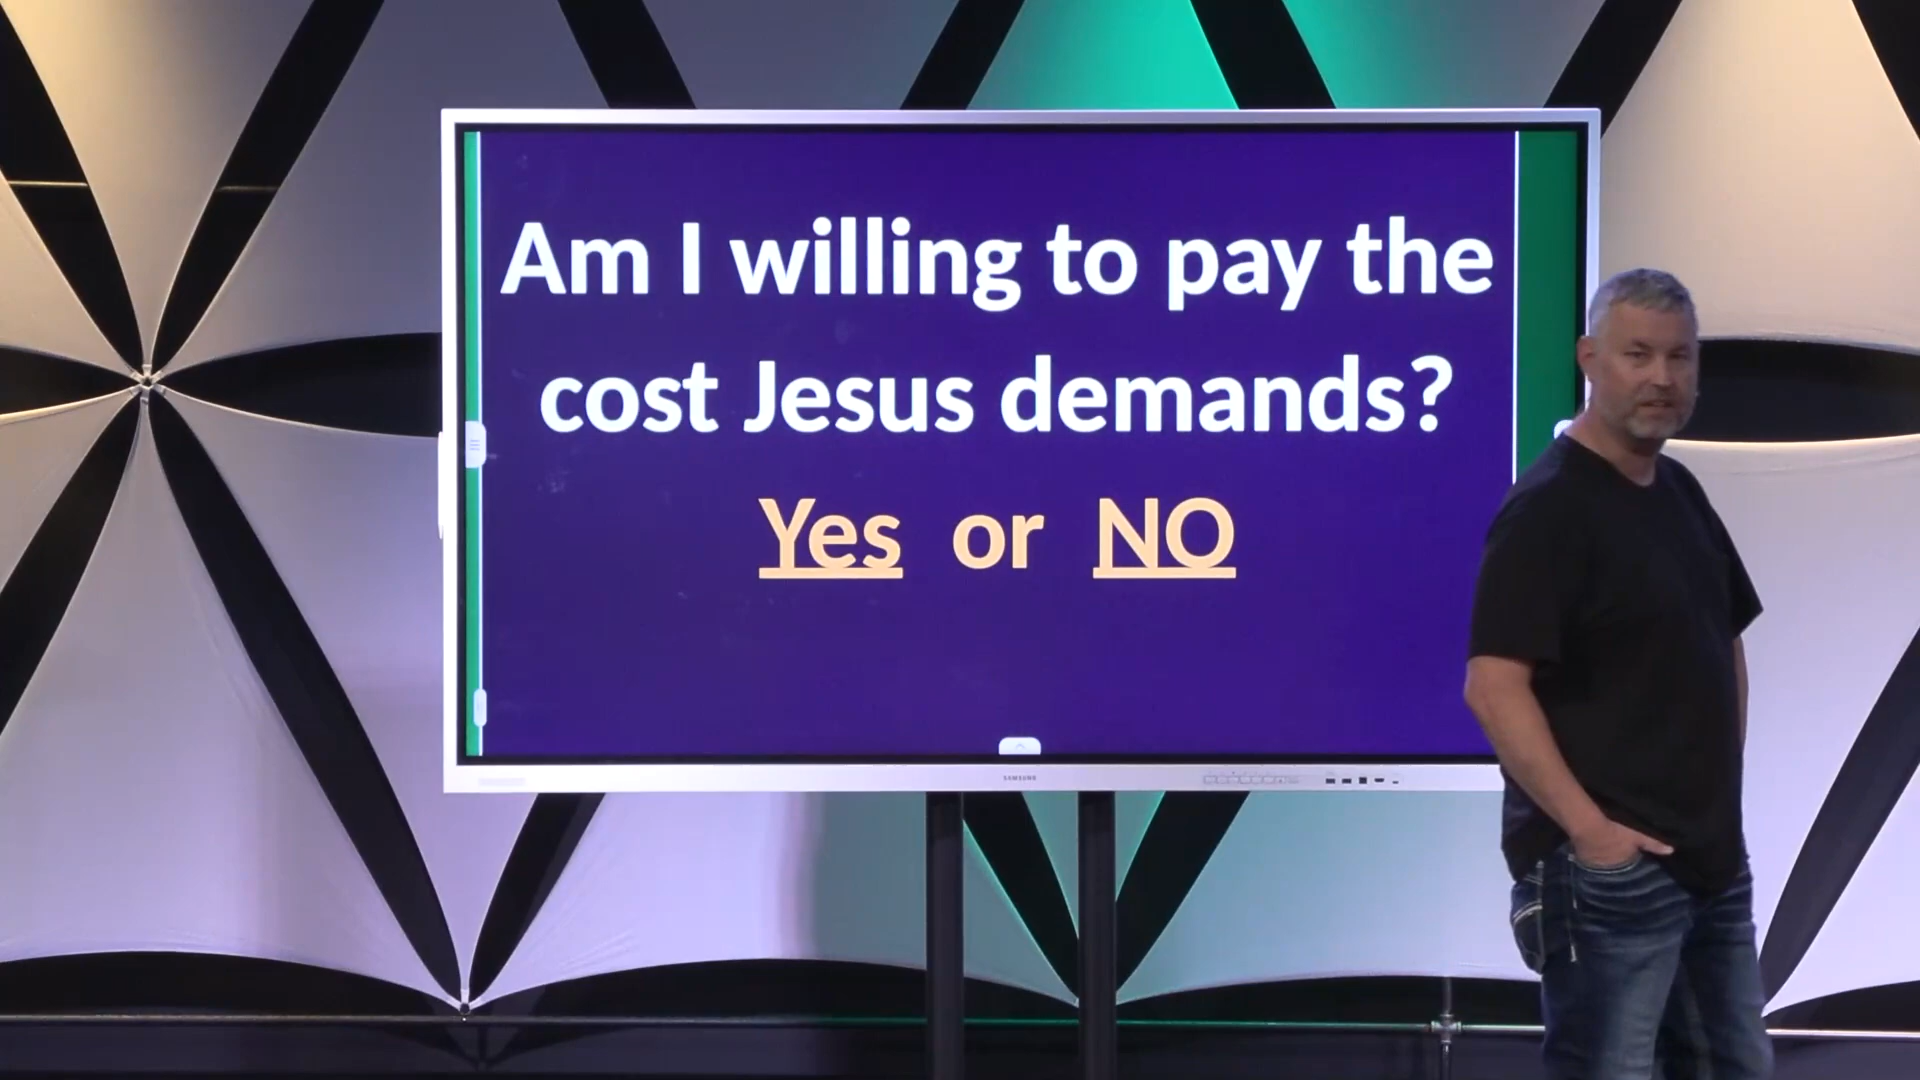 Am I willing to pay the
cost Jesus demands?
Yes or NO
SAMSUNG